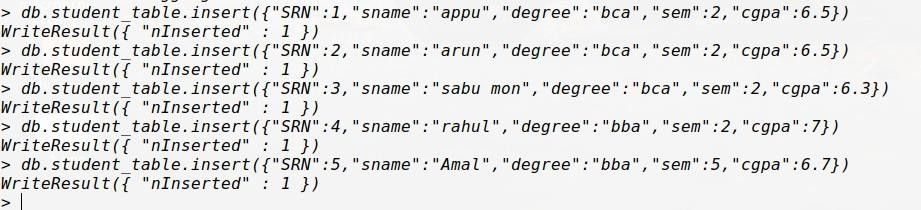 > db.student_table.insert({"SRN":1,"sname":"appu","degree":"bca","sem":2,"cgpa":6.5})
WriteResult({ "nInserted" : 1 })
> db.student_table.insert({"SRN":2,"sname":"arun","degree":"bca","sem":2,"cgpa":6.5})
WriteResult({ "nInserted" : 1 })
> db.student_table.insert({"SRN":3,"sname":"sabu mon","degree":"bca","sem":2,"cgpa":6.3})
WriteResult({ "nInserted" : 1 })
> db.student_table.insert({"SRN":4,"sname":"rahul","degree":"bba","sem":2,"cgpa":7})
WriteResult({ "nInserted" : 1 })
> db.student_table.insert({"SRN":5,"sname":"Amal","degree":"bba","sem":5,"cgpa":6.7})
WriteResult({ "nInserted" : 1 })
>